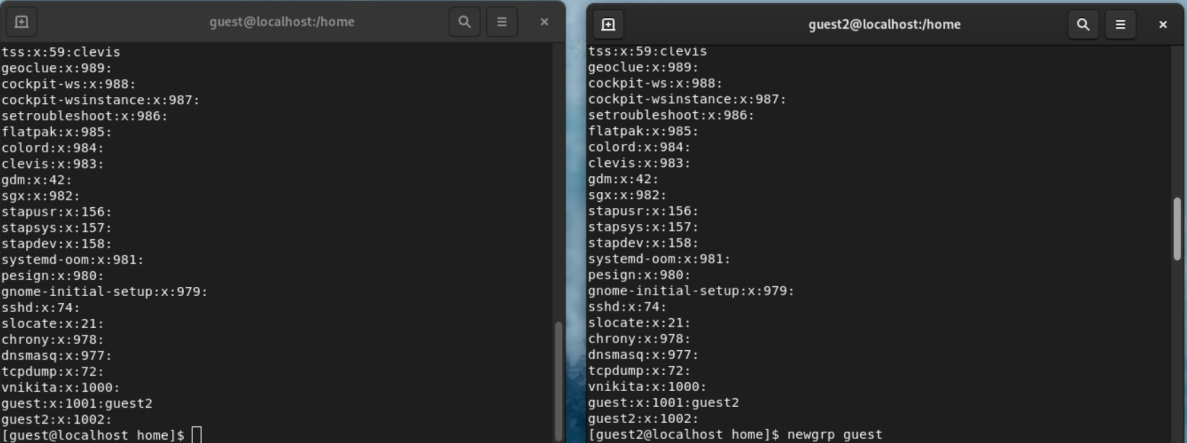 guest@localhost:/home
tss:x:59:clevis
geoclue:x:989:
cockpit-ws:x:988:
cockpit-wsinstance:x:987:
setroubleshoot:x:986:
flatpak:x:985:
colord:x:984:
clevis:x:983:
gdm:x:42:
sgx:x:982:
stapusr:x:156:
stapsys:x:157:
stapdev:x:158:
systemd-oom:x:981:
pesign:x:980:
gnome-initial-setup:x:979:
sshd:x:74:
slocate:x:21:
chrony:x:978:
dnsmasq:x:977:
tcpdump:x:72:
vnikita:x:1000:
guest:x:1001:guest2
guest2:x:1002:
[guest@localhost home]$
guest2@localhost:/home
tss:x:59:clevis
geoclue:x:989:
cockpit-ws:x:988:
cockpit-wsinstance:x:987:
setroubleshoot:x:986:
flatpak:x:985:
colord:x:984:
clevis:x:983:
gdm:x:42:
sgx:x:982:
stapusr:x:156:
stapsys:x:157:
stapdev:x:158:
systemd-oom:x:981:
pesign:x:980:
gnome-initial-setup:x:979:
sshd:x:74:
slocate:x:21:
chrony:x:978:
dnsmasq:x:977:
tcpdump:x:72:
vnikita:x:1000:
guest:x:1001:guest2
guest2:x:1002:
[guest2@localhost home]$ newgrp guest